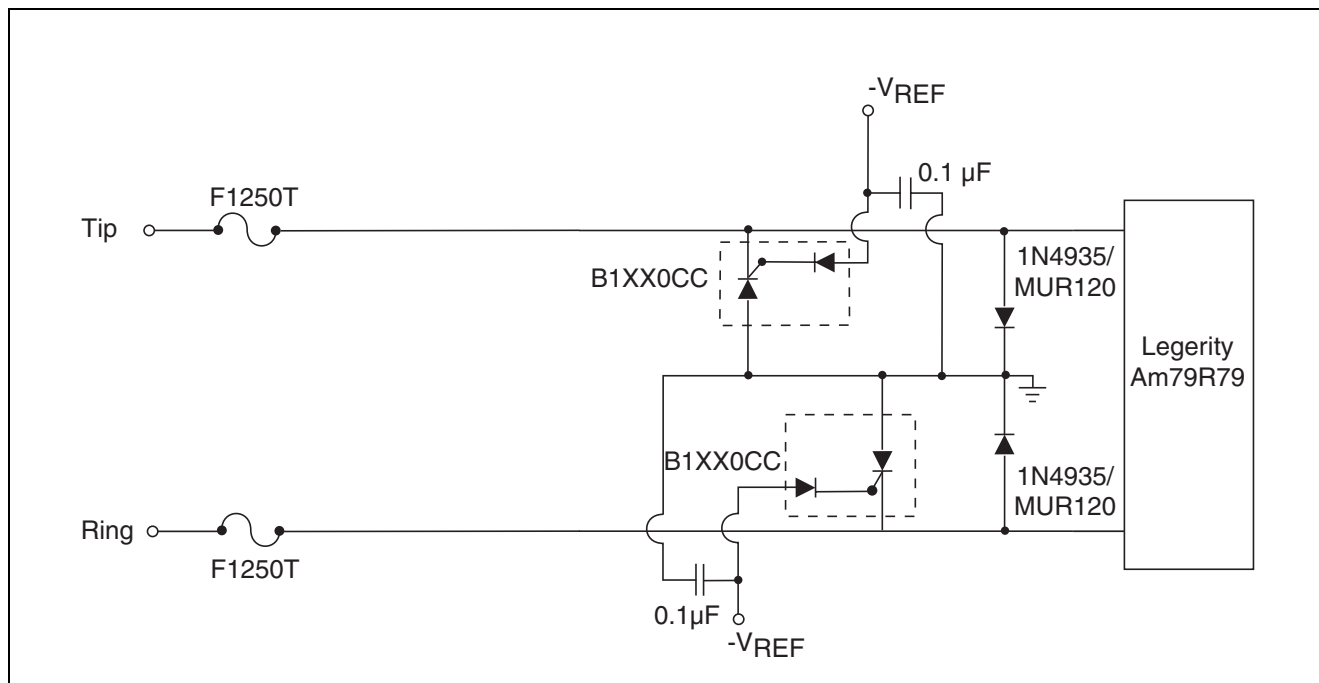 -VREF
0.1 µF
F1250T
Tip
1N4935/
MUR120
B1XX0CC
Legerity
Am79R79
B1XX0CC
1N4935/
MUR120
Ring
F1250T
0.1µF
-VREF